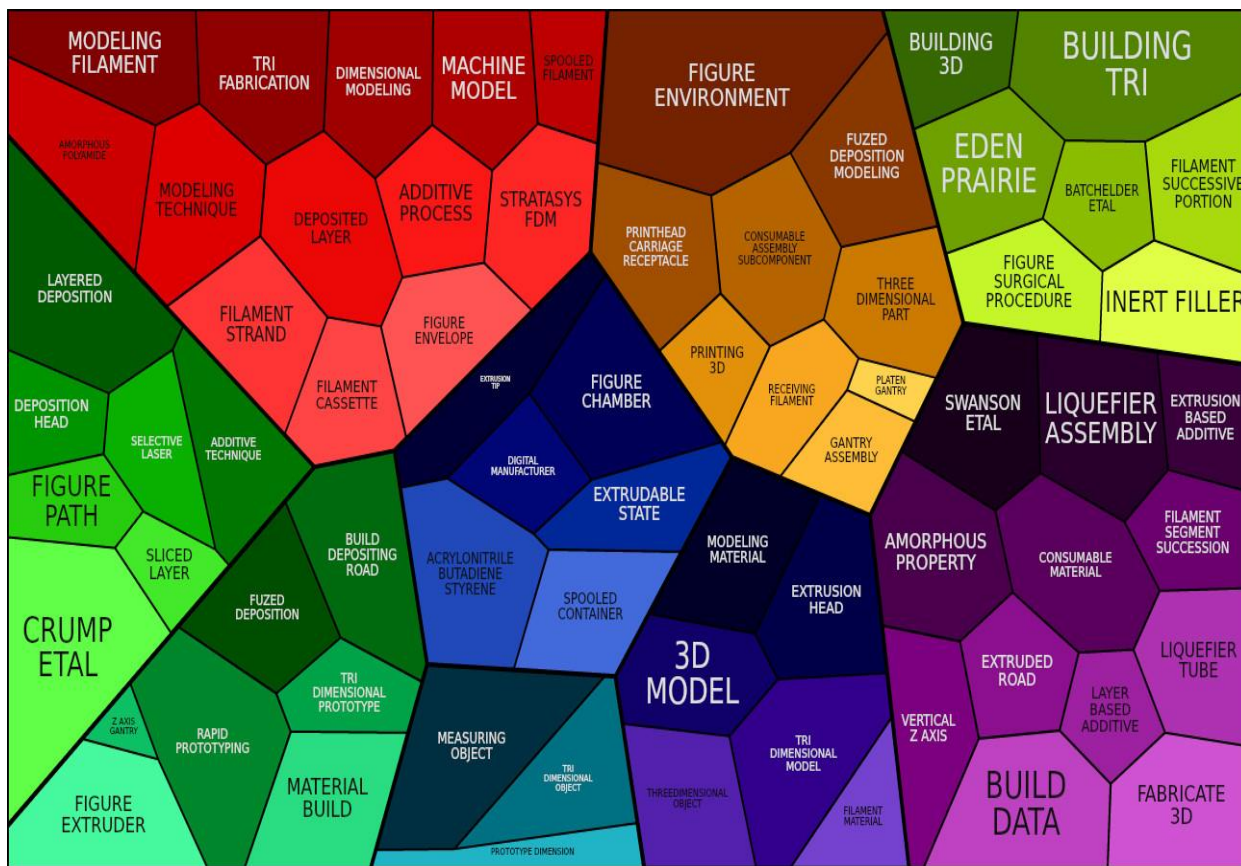 MODELING
FILAMENT
TRI
FABRICATION
DIMENSIONAL
MODELING
MACHINE
MODEL
SPOOLED
FILAMENT
AMORPHOUS
POLYAMIDE
MODELING
TECHNIQUE
DEPOSITED
LAYER
ADDITIVE
PROCESS
STRATASYS
FDM
FILAMENT
STRAND
FIGURE
ENVELOPE
FILAMENT
CASSETTE
FIGURE
ENVIRONMENT
FUZED
DEPOSITION
MODELING
PRINTHEAD
CARRIAGE
RECEPTACLE
CONSUMABLE
ASSEMBLY
SUBCOMPONENT
THREE
DIMENSIONAL
PART
PRINTING
3D
RECEIVING
FILAMENT
PLATEN
GANTRY
GANTRY
ASSEMBLY
BUILDING
3D
BUILDING
TRI
EDEN
PRAIRIE
BATCHELDER
ETAL
FILAMENT
SUCCESSIVE
PORTION
FIGURE
SURGICAL
PROCEDURE
INERT FILLER
LAYERED
DEPOSITION
DEPOSITION
HEAD
SELECTIVE
LASER
ADDITIVE
TECHNIQUE
FIGURE
PATH
SLICED
LAYER
CRUMP
ETAL
EXTRUSION
TIP
FIGURE
CHAMBER
DIGITAL
MANUFACTURER
EXTRUDABLE
STATE
ACRYLONITRILE
BUTADIENE
STYRENE
SPOOLED
CONTAINER
SWANSON
ETAL
LIQUEFIER
ASSEMBLY
EXTRUSION
BASED
ADDITIVE
AMORPHOUS
PROPERTY
CONSUMABLE
MATERIAL
FILAMENT
SEGMENT
SUCCESSION
EXTRUDED
ROAD
LIQUEFIER
TUBE
VERTICAL
Z AXIS
LAYER
BASED
ADDITIVE
BUILD
DATA
FABRICATE
3D
BUILD
DEPOSITING
ROAD
FUZED
DEPOSITION
TRI
DIMENSIONAL
PROTOTYPE
Z AXIS
GANTRY
RAPID
PROTOTYPING
MATERIAL
BUILD
FIGURE
EXTRUDER
MEASURING
OBJECT
TRI
DIMENSIONAL
OBJECT
PROTOTYPE DIMENSION
MODELING
MATERIAL
EXTRUSION
HEAD
3D
MODEL
TRI
DIMENSIONAL
MODEL
THREEDIMENSIONAL
OBJECT
FILAMENT
MATERIAL